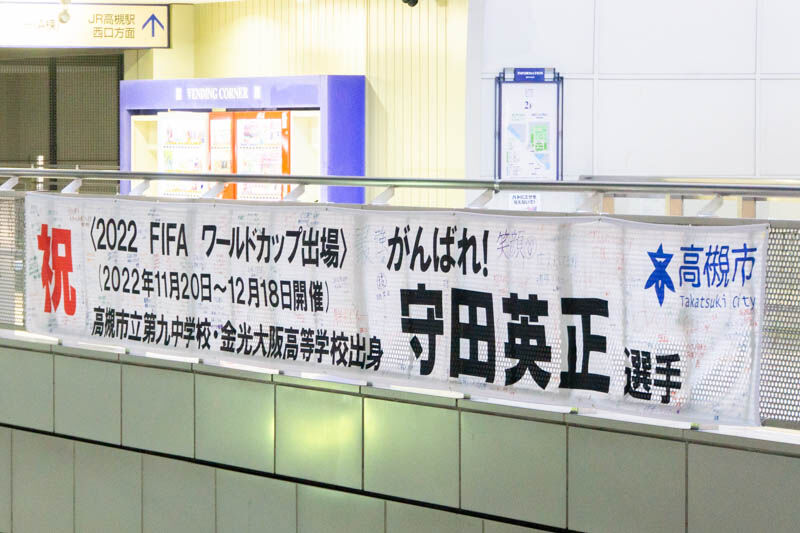 JR高槻駅
西口方面
VENDING CORNER
INFORMATION
2F
祝
〈2022 FIFA ワールドカップ出場〉
(2022年11月20日～12月18日開催)
高槻市立第九中学校・金光大阪高等学校出身
がんばれ!
笑顔
守田英正 選手
高槻市
Takatsuki City